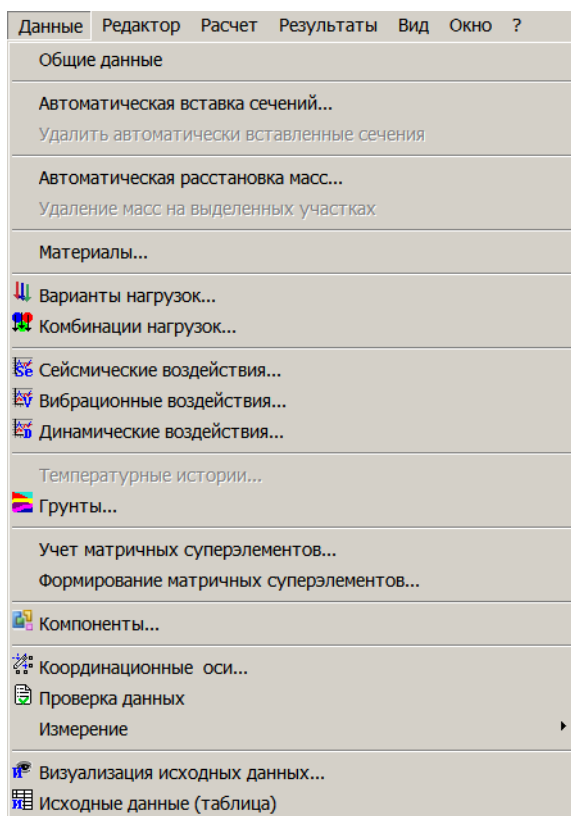 Данные Редактор Расчет Результаты Вид Окно ?
Общие данные
Автоматическая вставка сечений...
Удалить автоматически вставленные сечения
Автоматическая расстановка масс...
Удаление масс на выделенных участках
Материалы...
Варианты нагрузок...
Комбинации нагрузок...
Сейсмические воздействия...
Вибрационные воздействия...
Динамические воздействия...
Температурные истории...
Грунты...
Учет матричных суперэлементов...
Формирование матричных суперэлементов...
Компоненты...
Координационные оси...
Проверка данных
Измерение
Визуализация исходных данных...
Исходные данные (таблица)